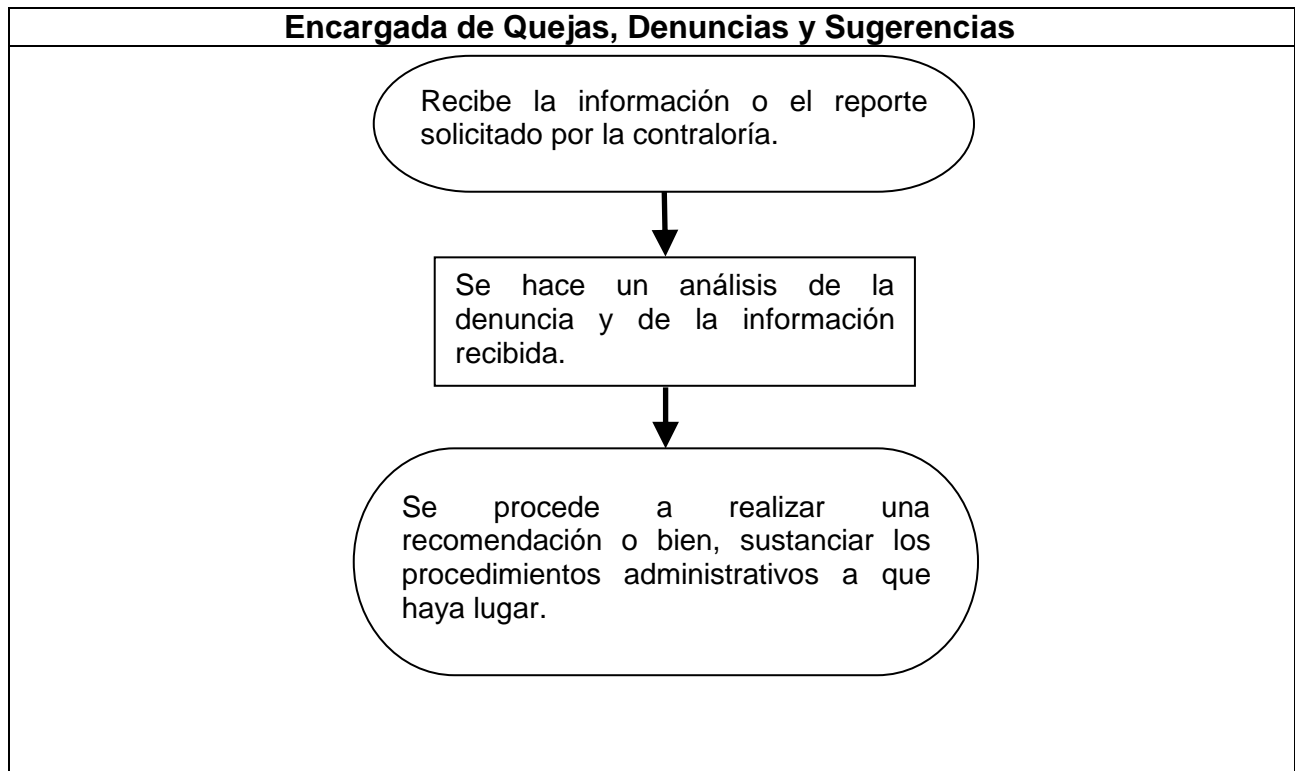 Encargada de Quejas, Denuncias y Sugerencias
Recibe la información o el reporte
solicitado por la contraloría.
Se hace un análisis de la
denuncia y de la información
recibida.
Se procede a realizar una
recomendación o bien, sustanciar los
procedimientos administrativos a que
haya lugar.